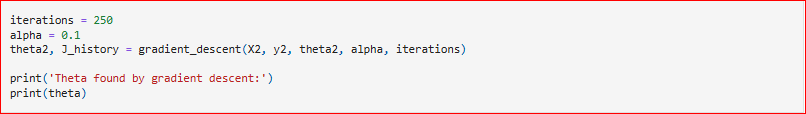 iterations = 250
alpha = 0.1
theta2, J_history = gradient_descent(X2, y2, theta2, alpha, iterations)
print('Theta found by gradient descent:')
print(theta)